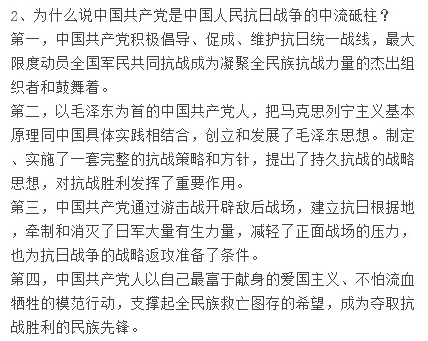 2、为什么说中国共产党是中国人民抗日战争的中流砥柱？
第一，中国共产党积极倡导、促成、维护抗日统一战线，最大
限度动员全国军民共同抗战成为凝聚全民族抗战力量的杰出组
织者和鼓舞着。
第二，以毛泽东为首的中国共产党人，把马克思列宁主义基本
原理同中国具体实践相结合，创立和发展了毛泽东思想。制定
、实施了一套完整的抗战策略和方针，提出了持久抗战的战略
思想，对抗战胜利发挥了重要作用。
第三，中国共产党通过游击战开辟敌后战场，建立抗日根据地
，牵制和消灭了日军大量有生力量，减轻了正面战场的压力，
也为抗日战争的战略返攻准备了条件。
第四，中国共产党人以自己最富于献身的爱国主义、不怕流血
牺牲的模范行动，支撑起全民族救亡图存的希望，成为夺取抗
战胜利的民族先锋。